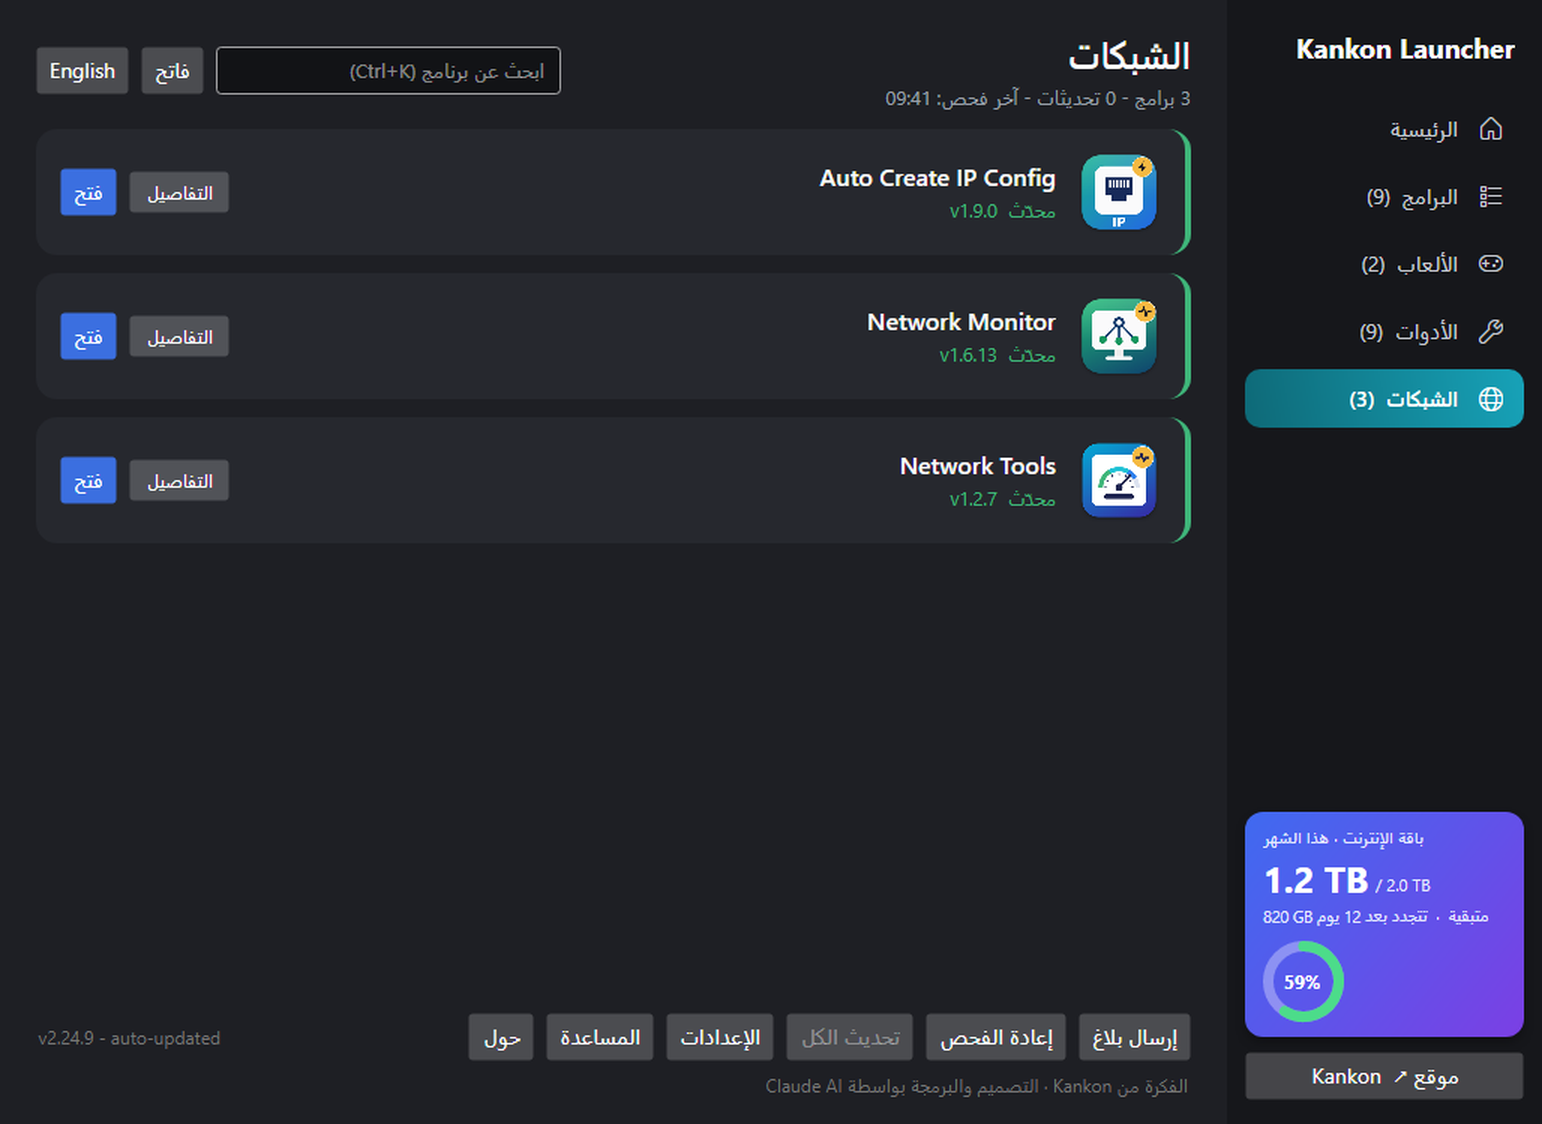 Kankon Launcher
الرئيسية
البرامج (9)
الألعاب (2)
الأدوات (9)
الشبكات (3)
باقة الإنترنت · هذا الشهر
1.2 TB / 2.0 TB
820 GB متبقية · تتجدد بعد 12 يوم
59%
موقع Kankon ↗
الشبكات
3 برامج - 0 تحديثات - آخر فحص: 09:41
ابحث عن برنامج (Ctrl+K)
فاتح
English
Auto Create IP Config
محدّث v1.9.0
IP
التفاصيل
فتح
Network Monitor
محدّث v1.6.13
التفاصيل
فتح
Network Tools
محدّث v1.2.7
التفاصيل
فتح
إرسال بلاغ
إعادة الفحص
تحديث الكل
الإعدادات
المساعدة
حول
v2.24.9 - auto-updated
الفكرة من Kankon · التصميم والبرمجة بواسطة Claude AI